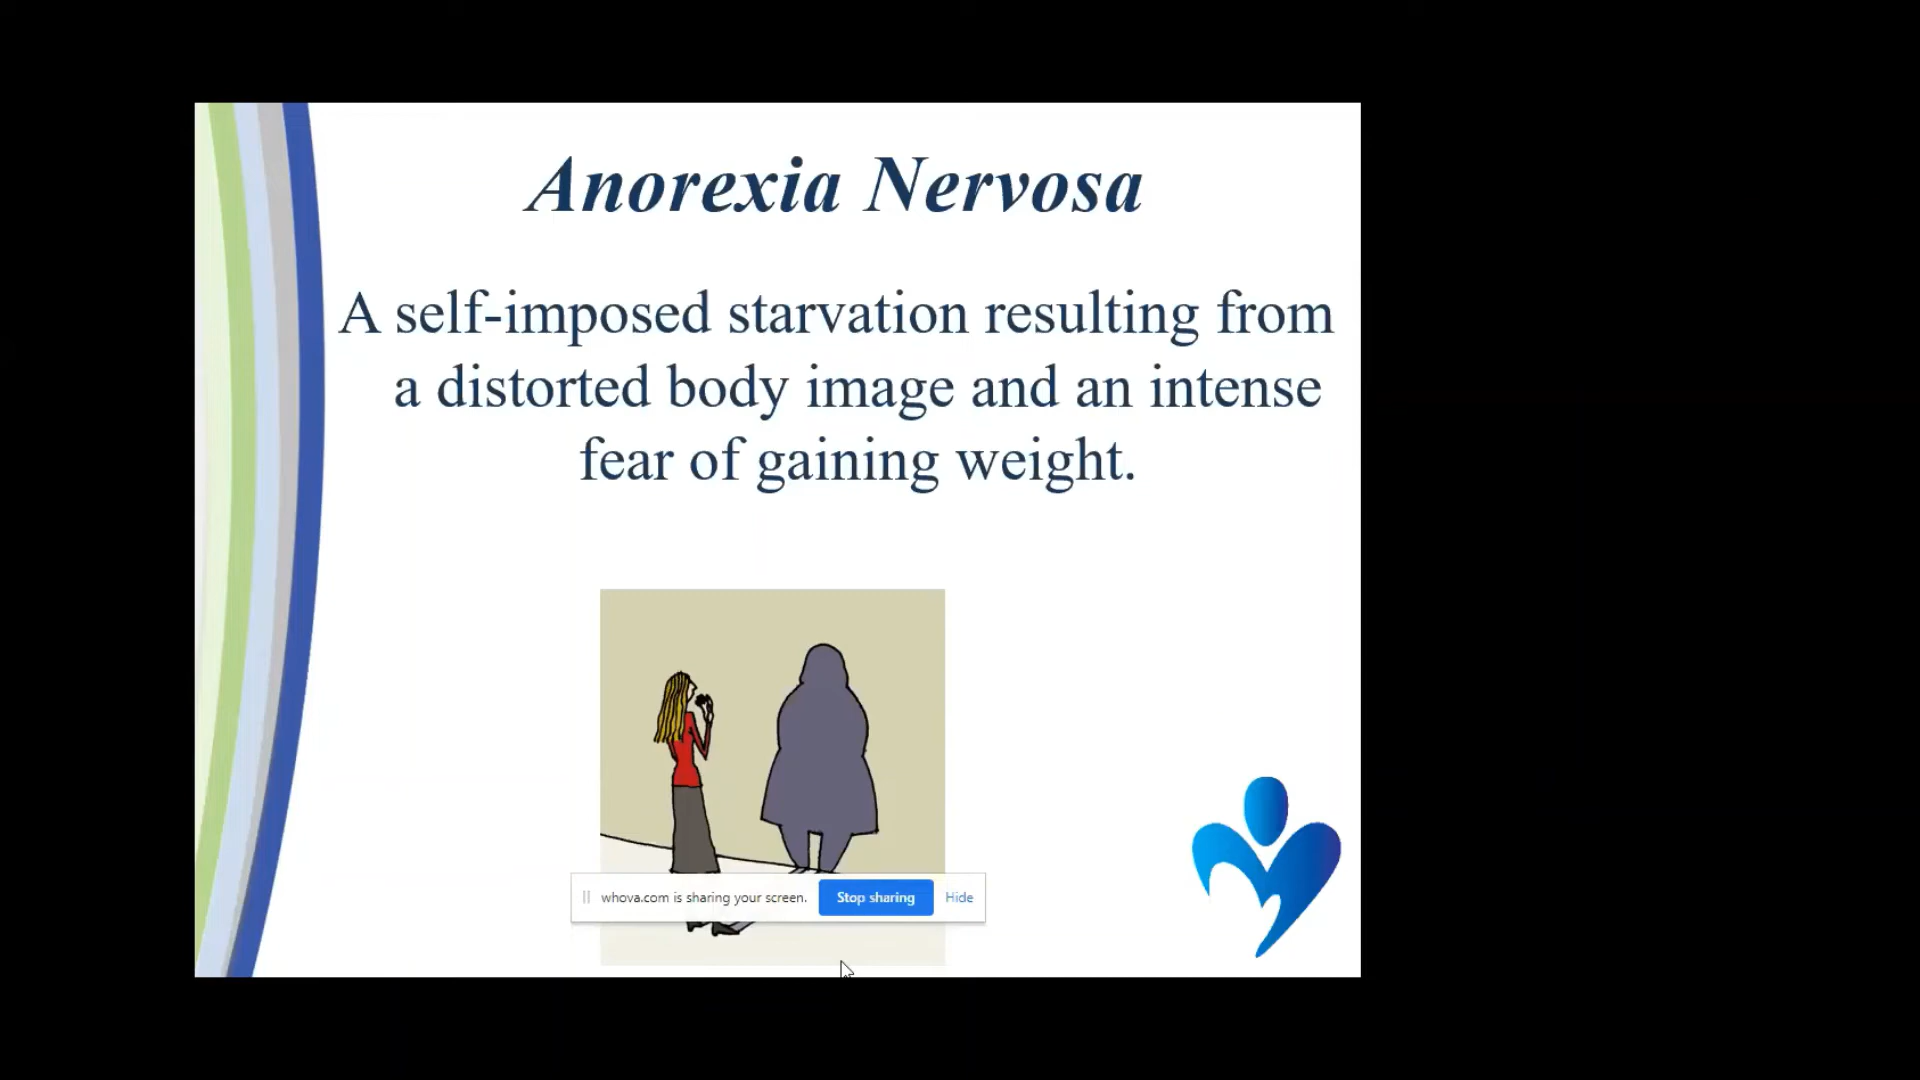 Anorexia Nervosa
A self-imposed starvation resulting from
a distorted body image and an intense
fear of gaining weight.
whova.com is sharing your screen. Stop sharing Hide